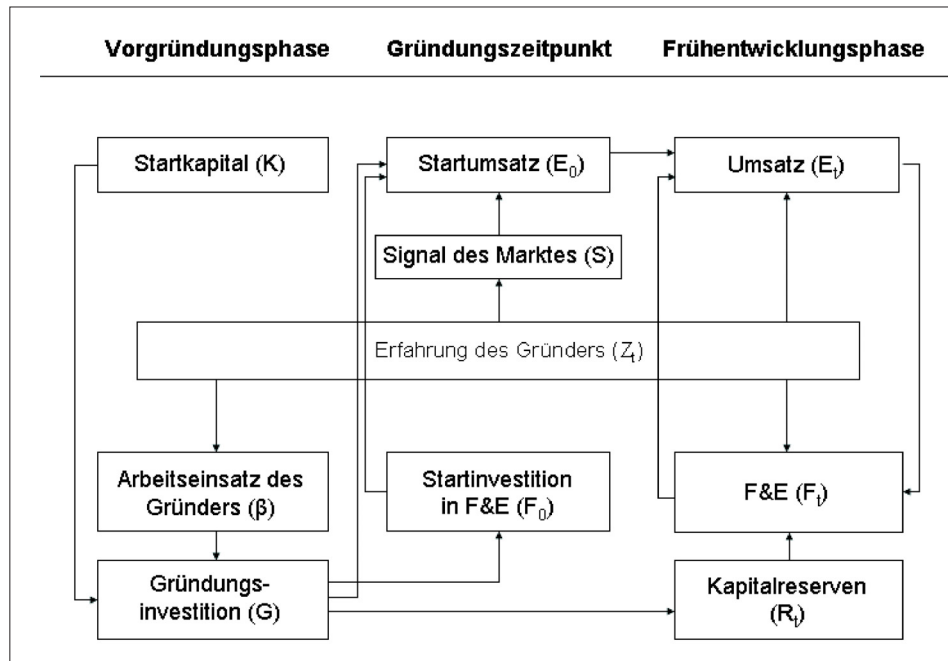 Vorgründungsphase
Gründungszeitpunkt
Frühentwicklungsphase
Startkapital (K)
Startumsatz (E₀)
Umsatz (Eₜ)
Signal des Marktes (S)
Erfahrung des Gründers (Zₜ)
Arbeitseinsatz des
Gründers (β)
Startinvestition
in F&E (F₀)
F&E (Fₜ)
Gründungs-
investition (G)
Kapitalreserven
(Rₜ)